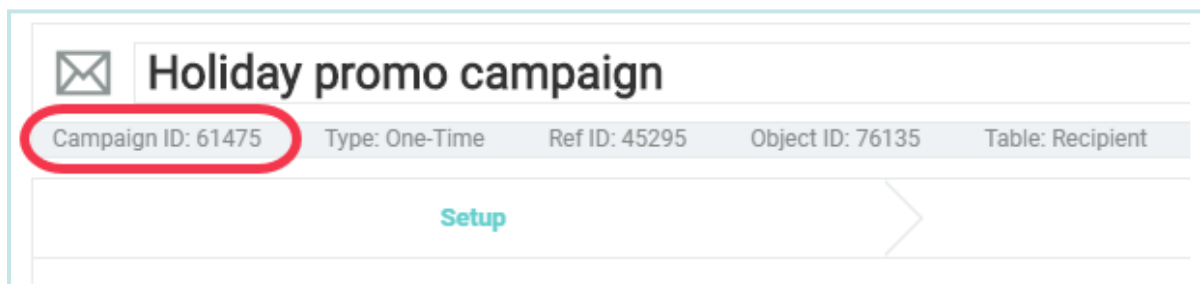 Holiday promo campaign
Campaign ID: 61475 Type: One-Time Ref ID: 45295 Object ID: 76135 Table: Recipient
Setup